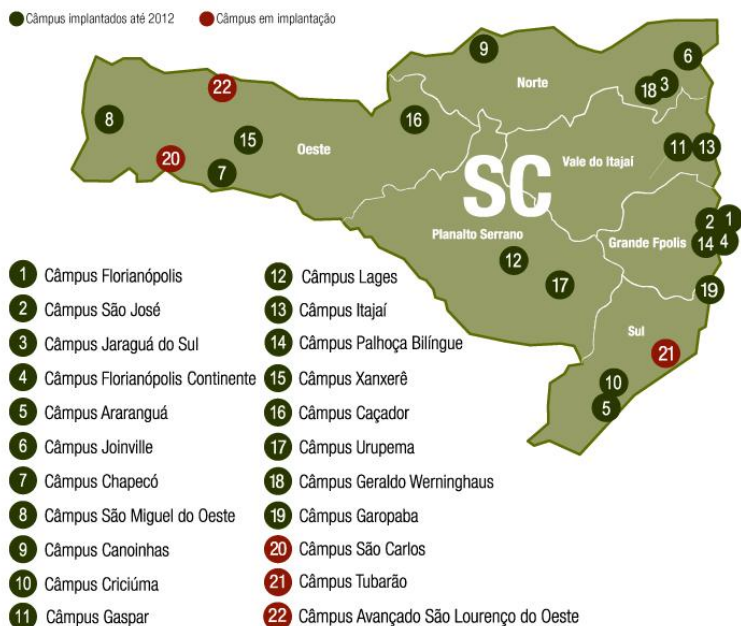 Câmpus implantados até 2012
Câmpus em implantação
9
6
22
Norte
18 3
8
16
15
Oeste
11 13
20
7
Vale do Itajaí
SC
Planalto Serrano
2 1
Grande Fpolis
14 4
12
17
19
Sul
21
10
5
1 Câmpus Florianópolis
2 Câmpus São José
3 Câmpus Jaraguá do Sul
4 Câmpus Florianópolis Continente
5 Câmpus Araranguá
6 Câmpus Joinville
7 Câmpus Chapecó
8 Câmpus São Miguel do Oeste
9 Câmpus Canoinhas
10 Câmpus Criciúma
11 Câmpus Gaspar
12 Câmpus Lages
13 Câmpus Itajaí
14 Câmpus Palhoça Bilíngue
15 Câmpus Xanxerê
16 Câmpus Caçador
17 Câmpus Urupema
18 Câmpus Geraldo Werninghaus
19 Câmpus Garopaba
20 Câmpus São Carlos
21 Câmpus Tubarão
22 Câmpus Avançado São Lourenço do Oeste